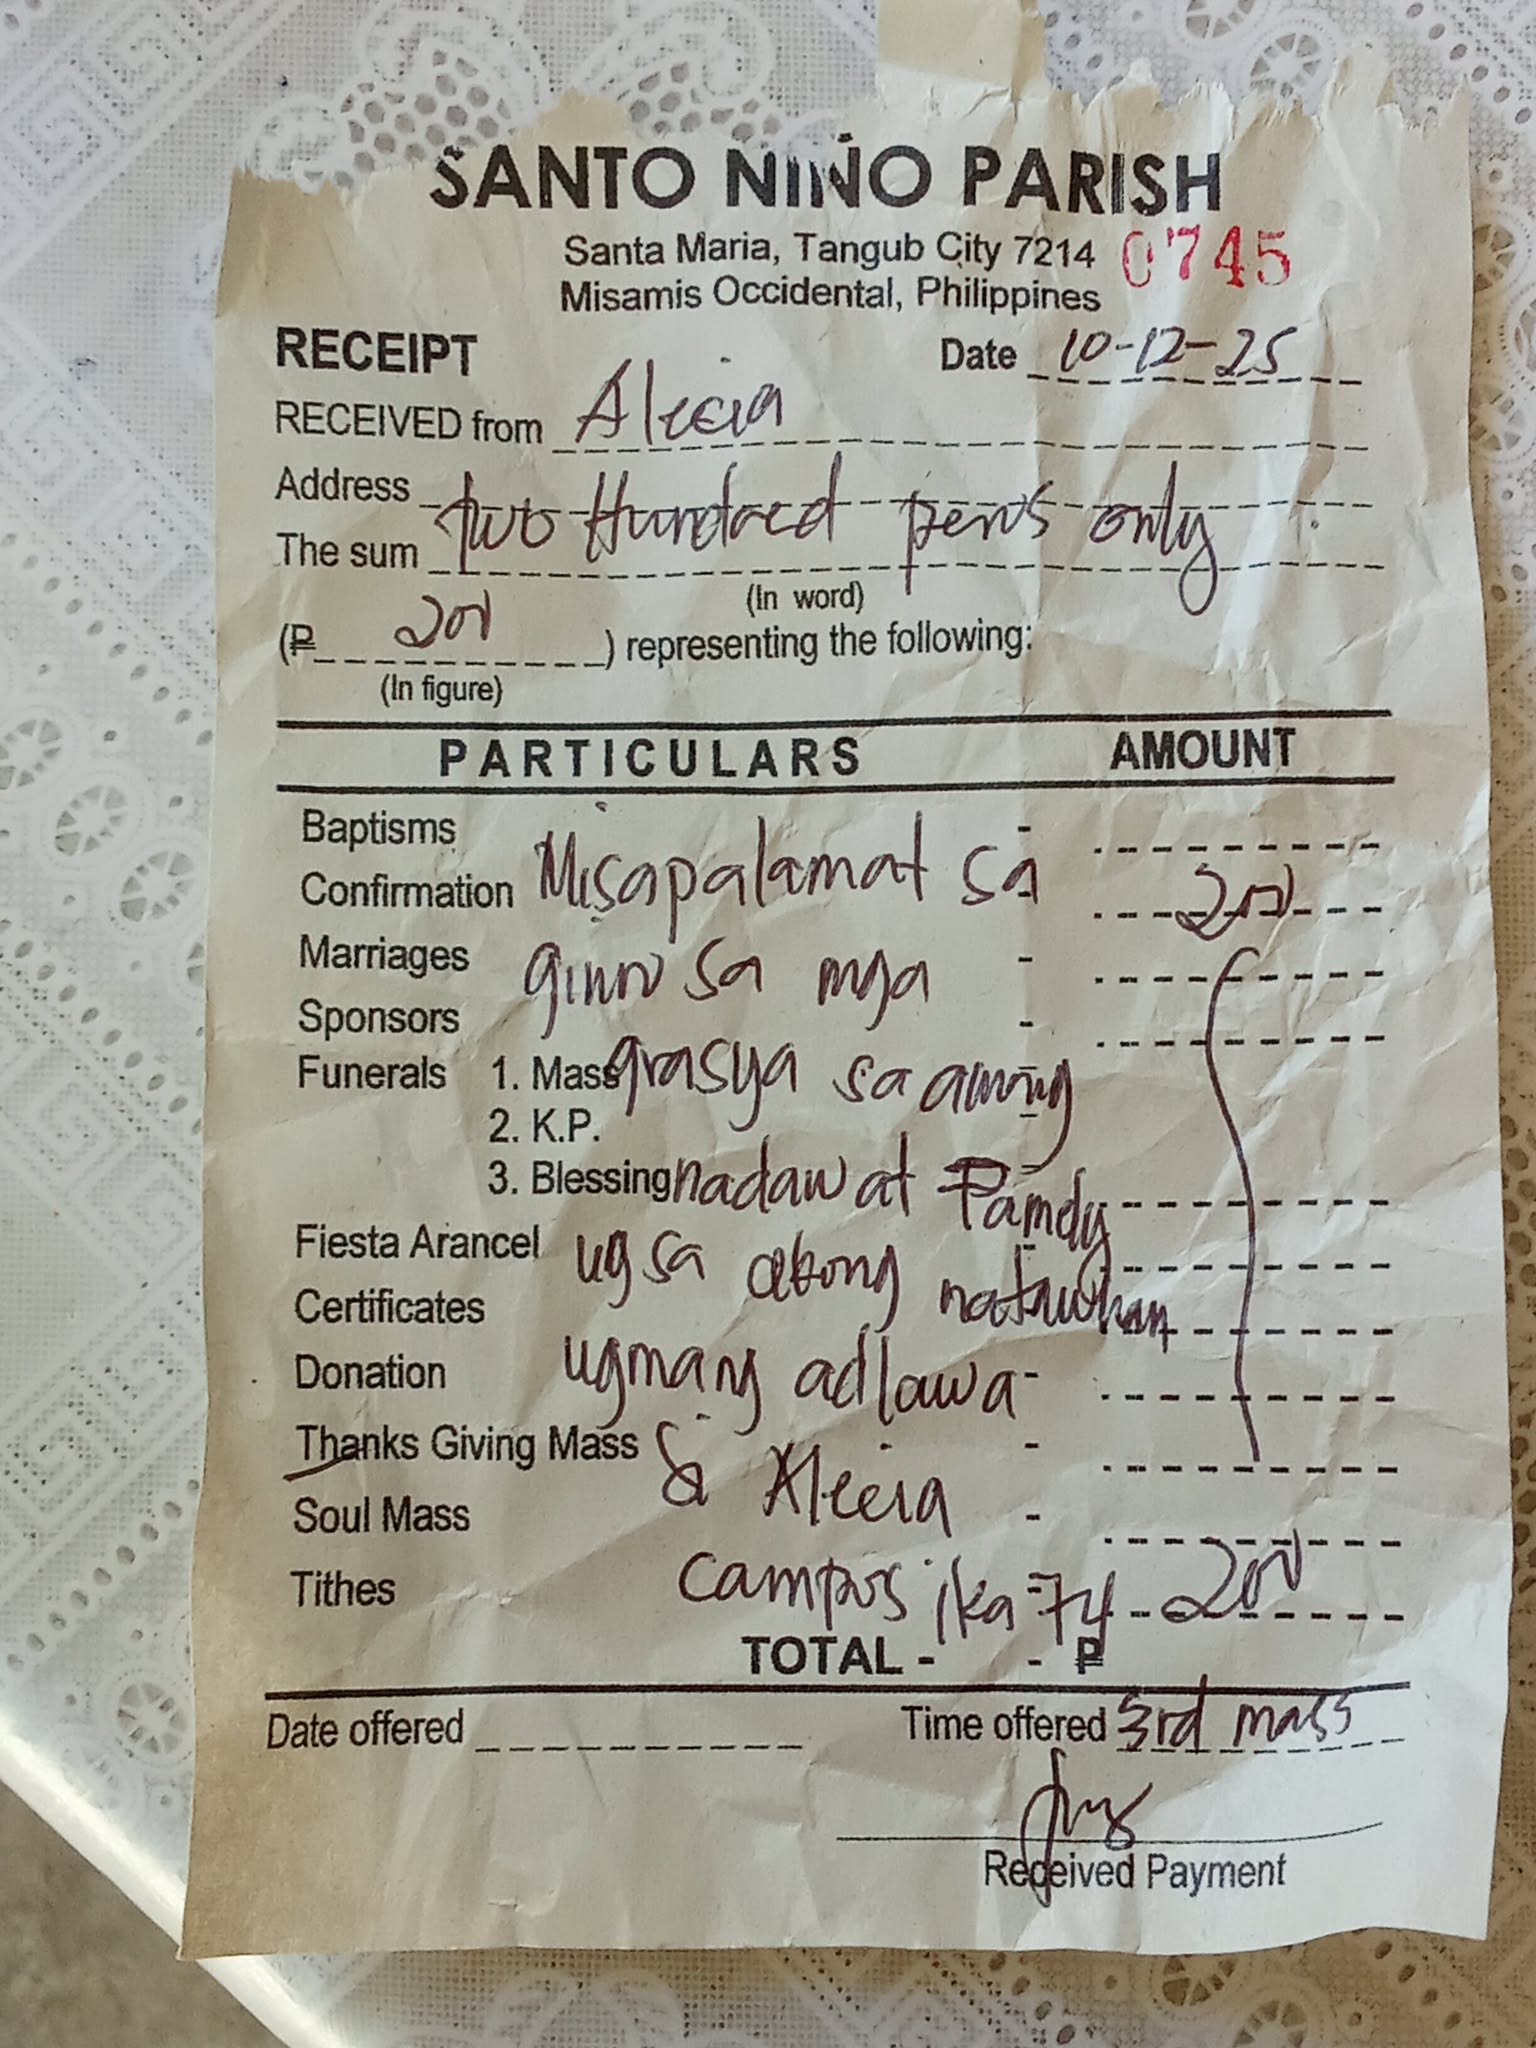 SANTO NIÑO PARISH
Santa Maria, Tangub City 7214 0745
Misamis Occidental, Philippines
RECEIPT Date 10-12-25
RECEIVED from Alecia
Address
The sum two Hundred pesos only
(In word)
(₱ 200 ) representing the following:
(In figure)
PARTICULARS AMOUNT
Baptisms -
Confirmation Misapalamat sa - 200
Marriages ginoo sa mga -
Sponsors -
Funerals 1. Mass grasya sa among -
2. K.P. -
3. Blessing nadawat Pamily -
Fiesta Arancel ug sa akong natawhan -
Certificates
Donation ugmang adlawa -
Thanks Giving Mass Si Alecia -
Soul Mass -
Tithes Campos ika-74 - 200
TOTAL - - ₱
Date offered Time offered 3rd mass
Received Payment